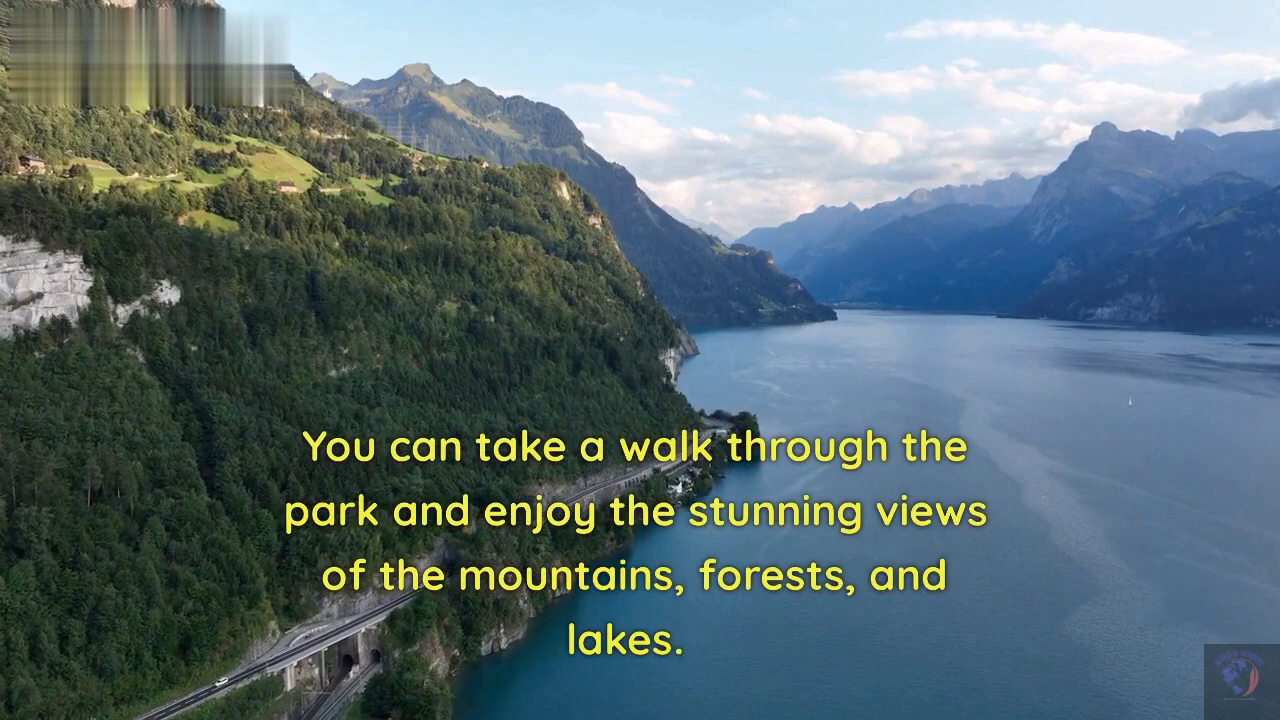 You can take a walk through the
park and enjoy the stunning views
of the mountains, forests, and
lakes.